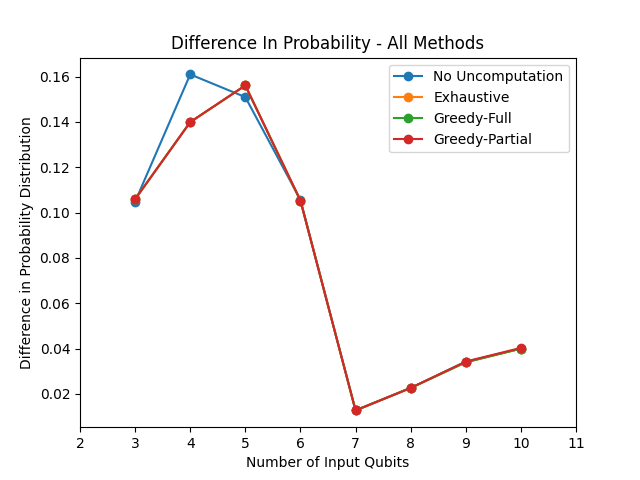 Difference In Probability - All Methods
No Uncomputation
Exhaustive
Greedy-Full
Greedy-Partial
Difference in Probability Distribution
0.16
0.14
0.12
0.10
0.08
0.06
0.04
0.02
2 3 4 5 6 7 8 9 10 11
Number of Input Qubits